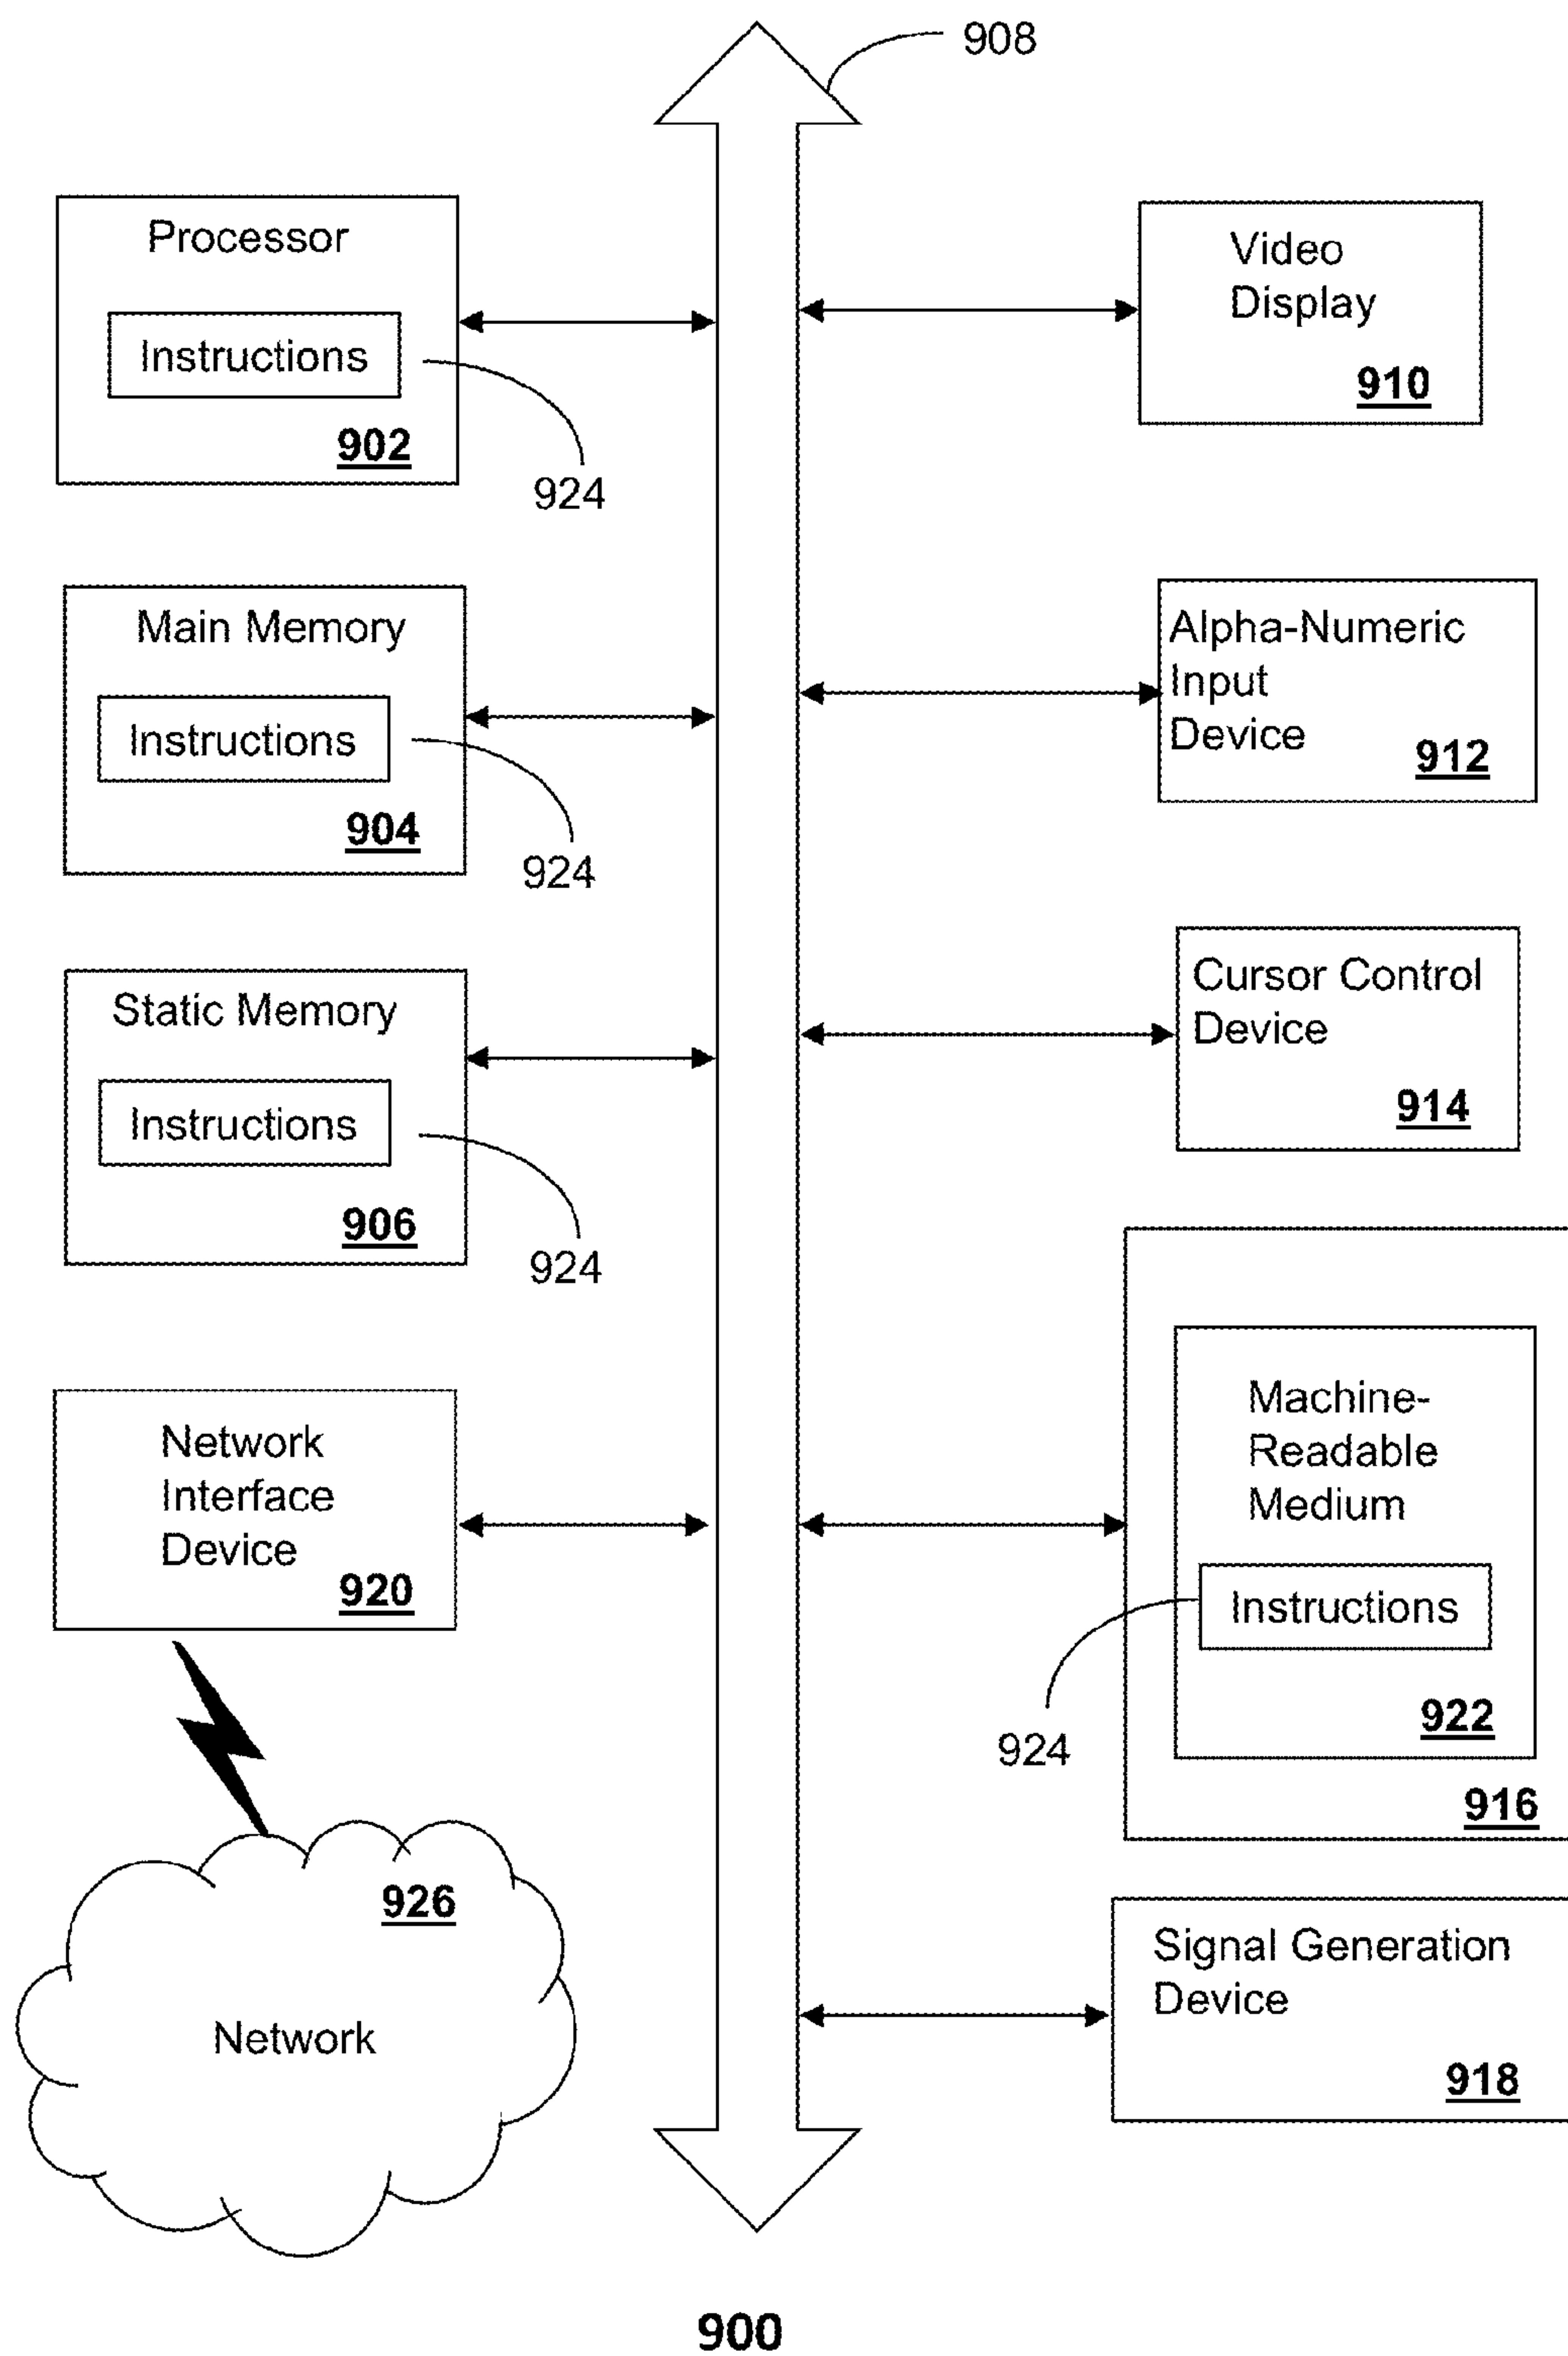 908
Processor
Instructions
902
924
Main Memory
Instructions
904
924
Static Memory
Instructions
906
924
Network
Interface
Device
920
926
Network
Video
Display
910
Alpha-Numeric
Input
Device
912
Cursor Control
Device
914
Machine-
Readable
Medium
Instructions
922
924
916
Signal Generation
Device
918
900